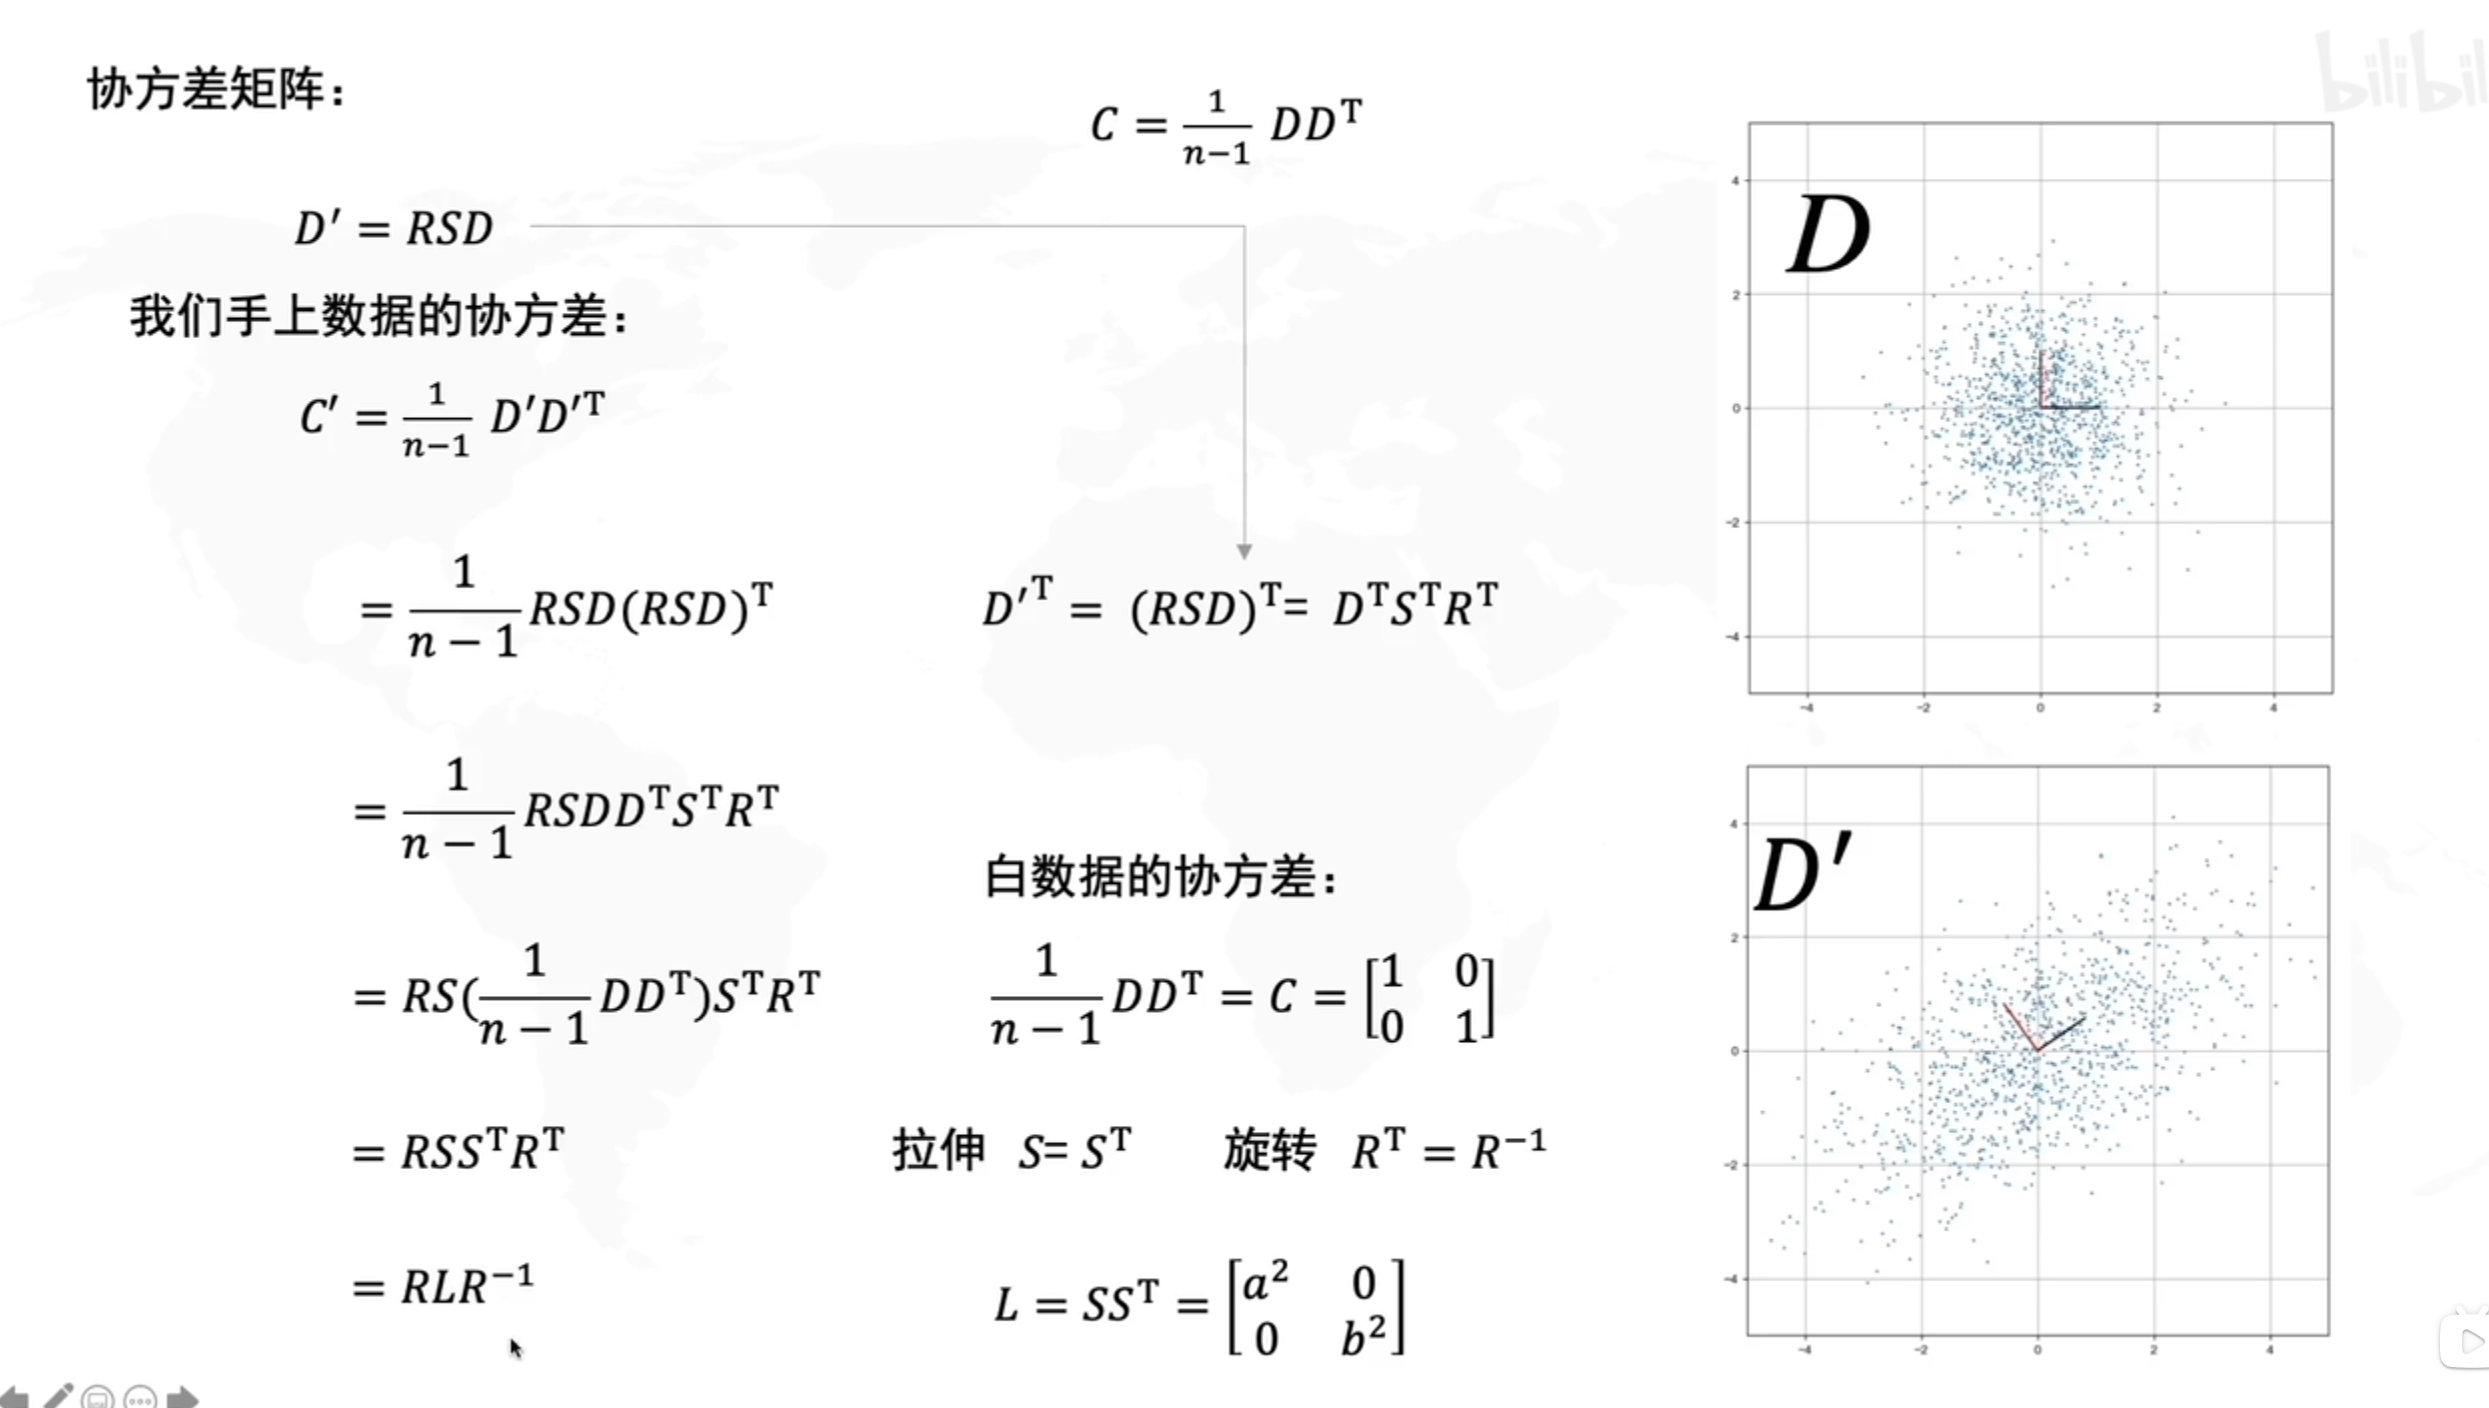 协方差矩阵：
C = \frac{1}{n-1} DD^T
D' = RSD
我们手上数据的协方差：
C' = \frac{1}{n-1} D'D'^T
= \frac{1}{n-1} RSD(RSD)^T
D'^T = (RSD)^T = D^T S^T R^T
= \frac{1}{n-1} RSDD^T S^T R^T
白数据的协方差：
= RS(\frac{1}{n-1} DD^T)S^T R^T
\frac{1}{n-1} DD^T = C = \begin{bmatrix} 1 & 0 \\ 0 & 1 \end{bmatrix}
= RSS^T R^T
拉伸 S= S^T 旋转 R^T = R^{-1}
= RLR^{-1}
L = SS^T = \begin{bmatrix} a^2 & 0 \\ 0 & b^2 \end{bmatrix}
D
4
2
0
-2
-4
-4 -2 0 2 4
D'
4
2
0
-2
-4
-4 -2 0 2 4
bilibil